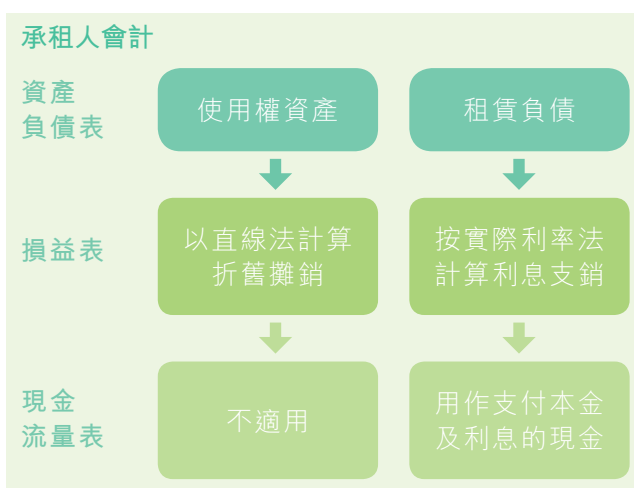 承租人會計
資產
負債表
使用權資產
租賃負債
損益表
以直線法計算
折舊攤銷
按實際利率法
計算利息支銷
現金
流量表
不適用
用作支付本金
及利息的現金